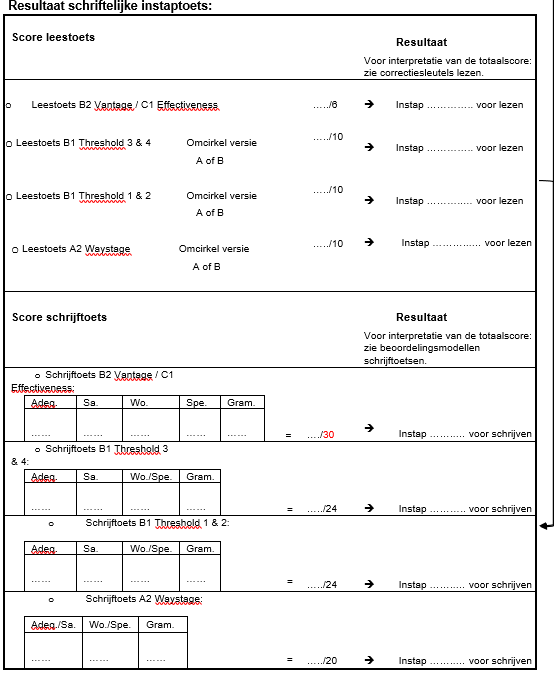 Resultaat schriftelijke instaptoets:
Score leestoets
Resultaat
Voor interpretatie van de totaalscore:
zie correctiesleutels lezen.
o Leestoets B2 Vantage / C1 Effectiveness ...../6 ➔ Instap ………….. voor lezen
o Leestoets B1 Threshold 3 & 4 Omcirkel versie ...../10 ➔ Instap ………….. voor lezen
A of B
o Leestoets B1 Threshold 1 & 2 Omcirkel versie ...../10 ➔ Instap ………….. voor lezen
A of B
o Leestoets A2 Waystage Omcirkel versie ...../10 ➔ Instap ………….. voor lezen
A of B
Score schrijftoets
Resultaat
Voor interpretatie van de totaalscore:
zie beoordelingsmodellen
schrijftoetsen.
o Schrijftoets B2 Vantage / C1
Effectiveness:
Adeq. Sa. Wo. Spe. Gram.
…… …… …… …… …… = ..../30 ➔ Instap ……….. voor schrijven
o Schrijftoets B1 Threshold 3
& 4:
Adeq. Sa. Wo./Spe. Gram.
…… …… …… …… = ...../24 ➔ Instap ……….. voor schrijven
o Schrijftoets B1 Threshold 1 & 2:
Adeq. Sa. Wo./Spe. Gram.
…… …… …… …… = ...../24 ➔ Instap ……….. voor schrijven
o Schrijftoets A2 Waystage:
Adeq./Sa. Wo./Spe. Gram.
…… …… …… = ...../20 ➔ Instap ……….. voor schrijven